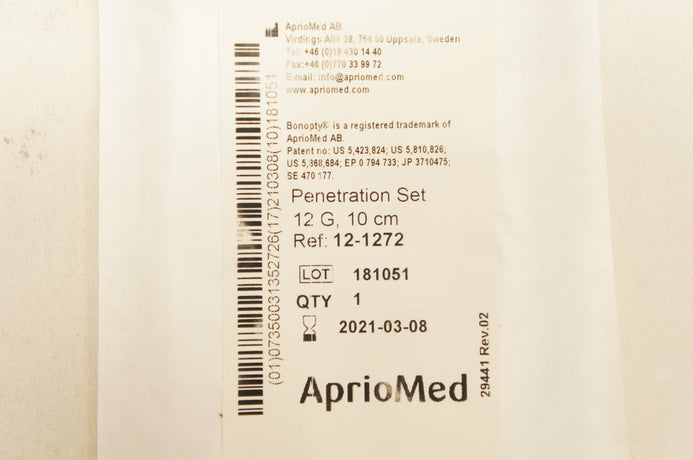 AprioMed AB
Virdings Allé 28, 754 50 Uppsala, Sweden
Tel: +46 (0)18 430 14 40
Fax:+46 (0)770 33 99 72
E-mail: info@apriomed.com
www.apriomed.com
Bonopty® is a registered trademark of
AprioMed AB.
Patent no: US 5,423,824; US 5,810,826;
US 5,868,684; EP 0 794 733; JP 3710475;
SE 470 177.
Penetration Set
12 G, 10 cm
Ref: 12-1272
LOT 181051
QTY 1
2021-03-08
AprioMed
(01)07350031352726(17)210308(10)181051
29441 Rev.02